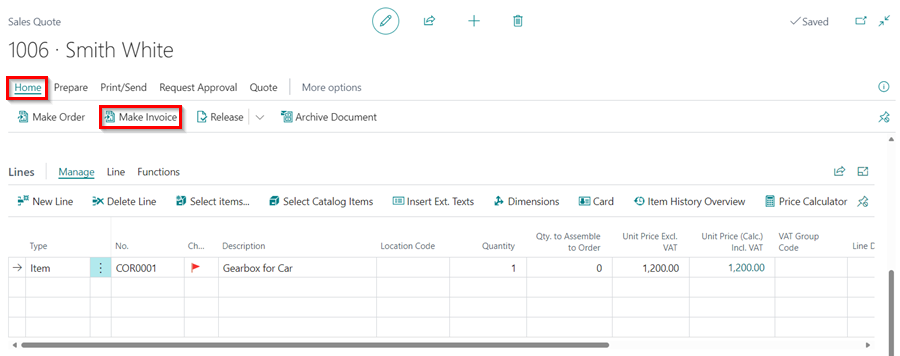 Sales Quote
Saved
1006 · Smith White
Home Prepare Print/Send Request Approval Quote More options
Make Order Make Invoice Release Archive Document
Lines Manage Line Functions
New Line Delete Line Select items... Select Catalog Items Insert Ext. Texts Dimensions Card Item History Overview Price Calculator
Type No. Ch... Description Location Code Quantity Qty. to Assemble to Order Unit Price Excl. VAT Unit Price (Calc.) Incl. VAT VAT Group Code Line D
Item COR0001 Gearbox for Car 1 0 1,200.00 1,200.00